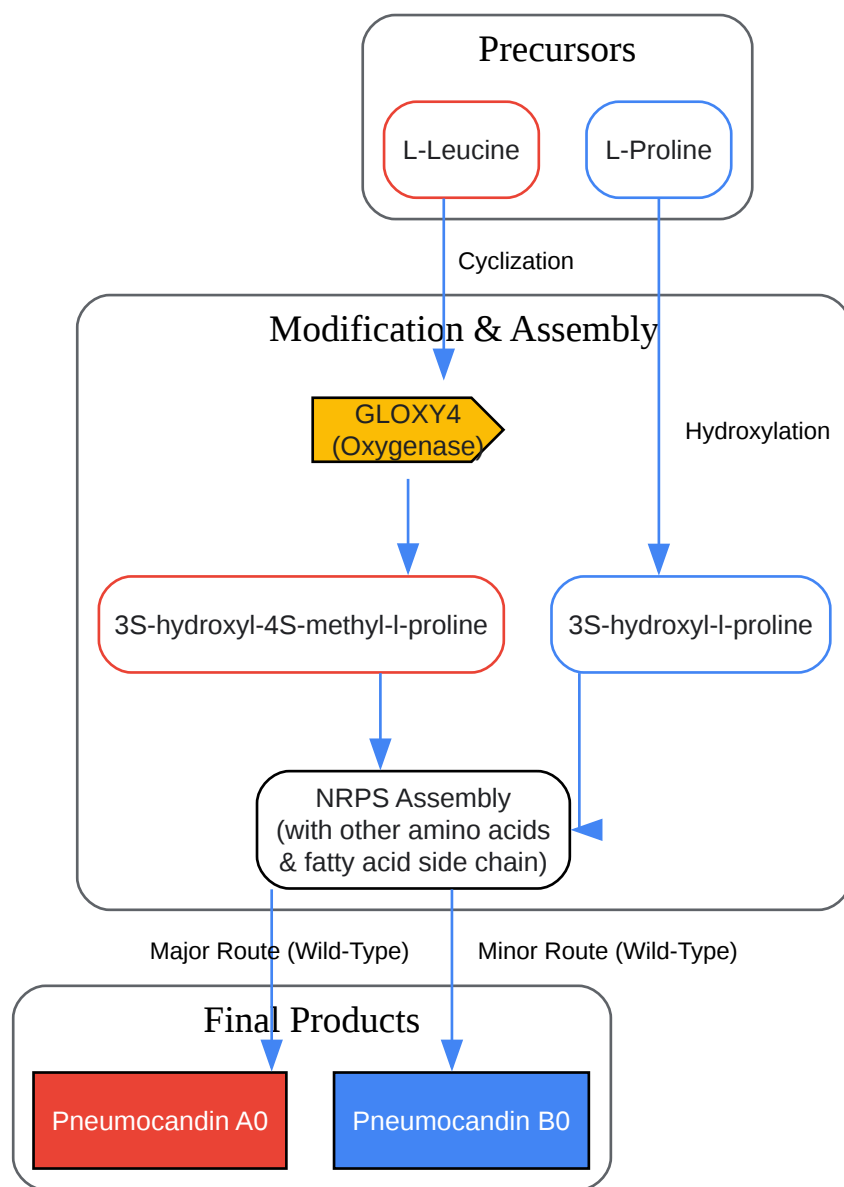 Precursors
L-Leucine
L-Proline
Cyclization
Modification & Assembly
GLOXY4
(Oxygenase)
Hydroxylation
3S-hydroxyl-4S-methyl-l-proline
3S-hydroxyl-l-proline
NRPS Assembly
(with other amino acids
& fatty acid side chain)
Major Route (Wild-Type)
Minor Route (Wild-Type)
Final Products
Pneumocandin A0
Pneumocandin B0